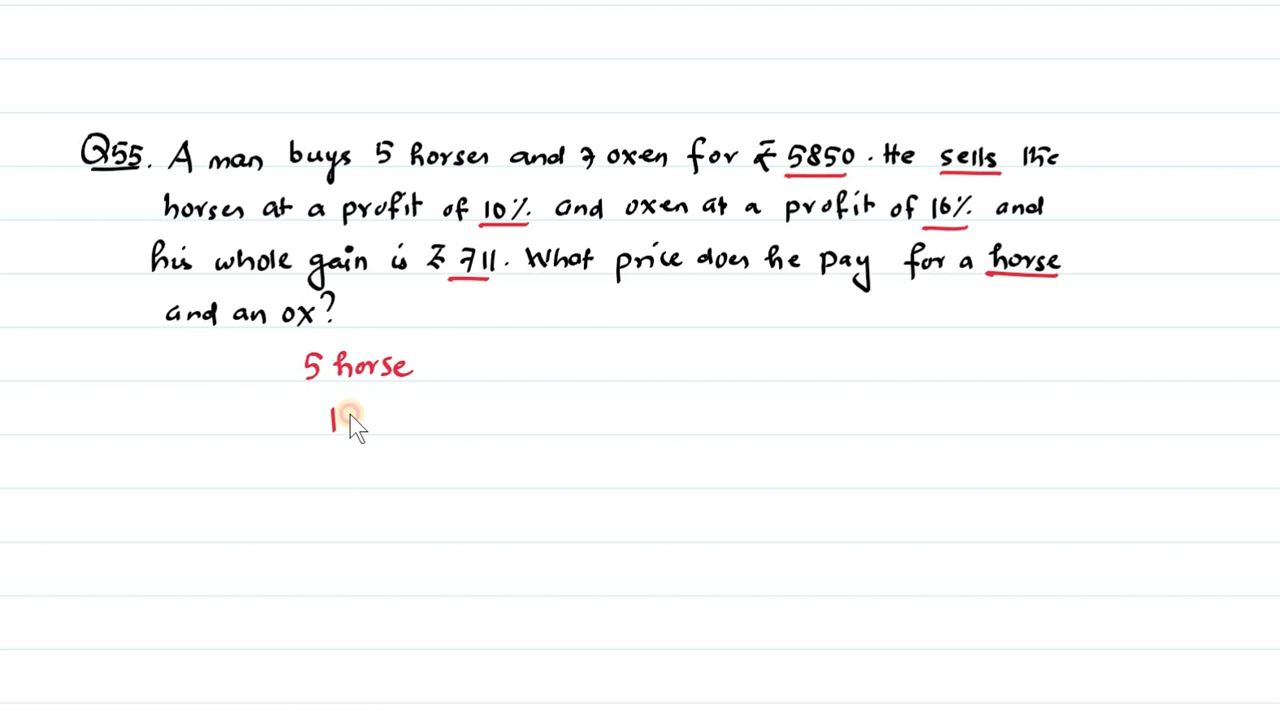 Q55. A man buys 5 horses and 7 oxen for ₹ 5850. He sells the
horses at a profit of 10% and oxen at a profit of 16% and
his whole gain is ₹ 711. What price does he pay for a horse
and an ox?
5 horse
1